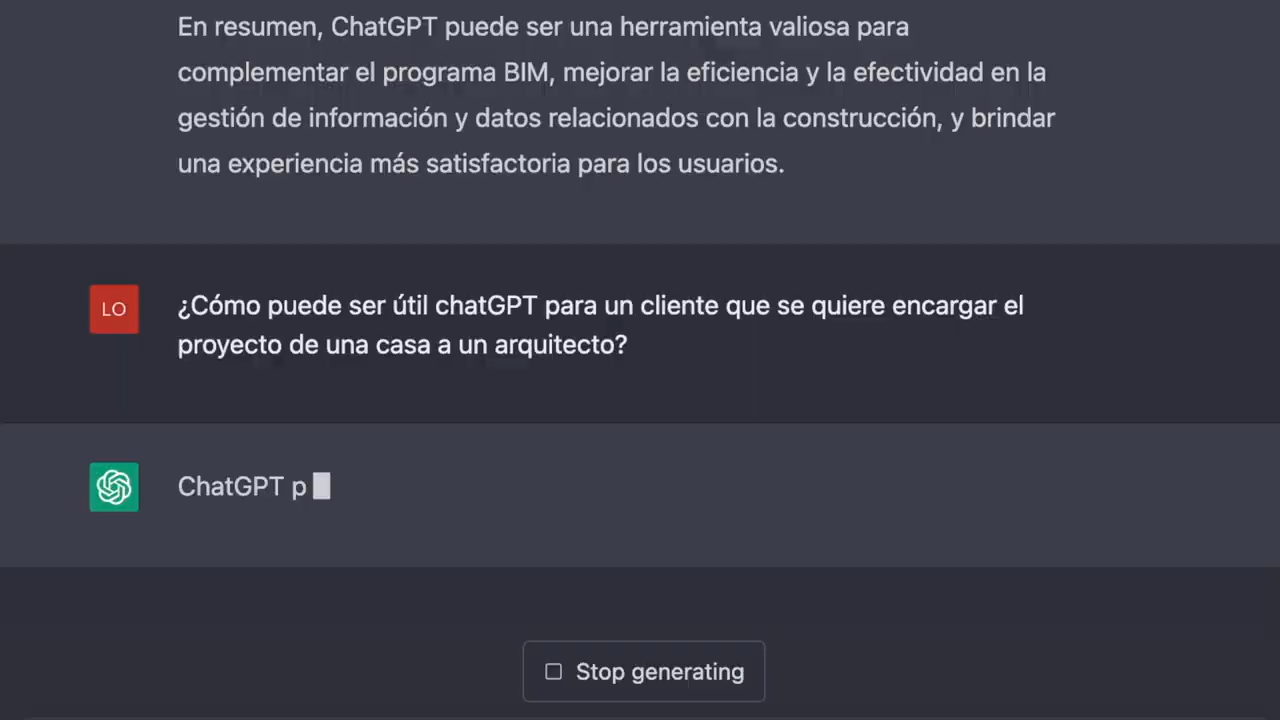 En resumen, ChatGPT puede ser una herramienta valiosa para
complementar el programa BIM, mejorar la eficiencia y la efectividad en la
gestión de información y datos relacionados con la construcción, y brindar
una experiencia más satisfactoria para los usuarios.
LO
¿Cómo puede ser útil chatGPT para un cliente que se quiere encargar el
proyecto de una casa a un arquitecto?
ChatGPT p
Stop generating